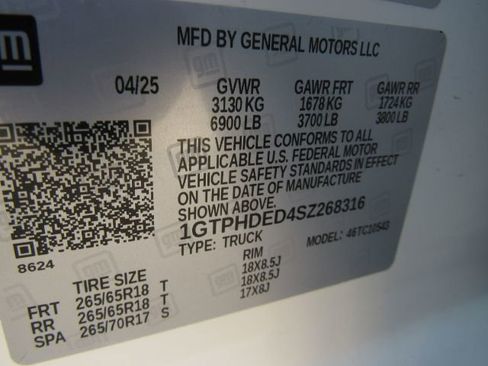 gm
MFD BY GENERAL MOTORS LLC
04/25 GVWR GAWR FRT GAWR RR
3130 KG 1678 KG 1724 KG
6900 LB 3700 LB 3800 LB
THIS VEHICLE CONFORMS TO ALL
APPLICABLE U.S. FEDERAL MOTOR
VEHICLE SAFETY STANDARDS IN EFFECT
ON THE DATE OF MANUFACTURE
SHOWN ABOVE.
1GTPHDED4SZ268316
TYPE: TRUCK MODEL: 46TC10543
8624
TIRE SIZE RIM
FRT 265/65R18 T 18X8.5J
RR 265/65R18 T 18X8.5J
SPA 265/70R17 S 17X8J